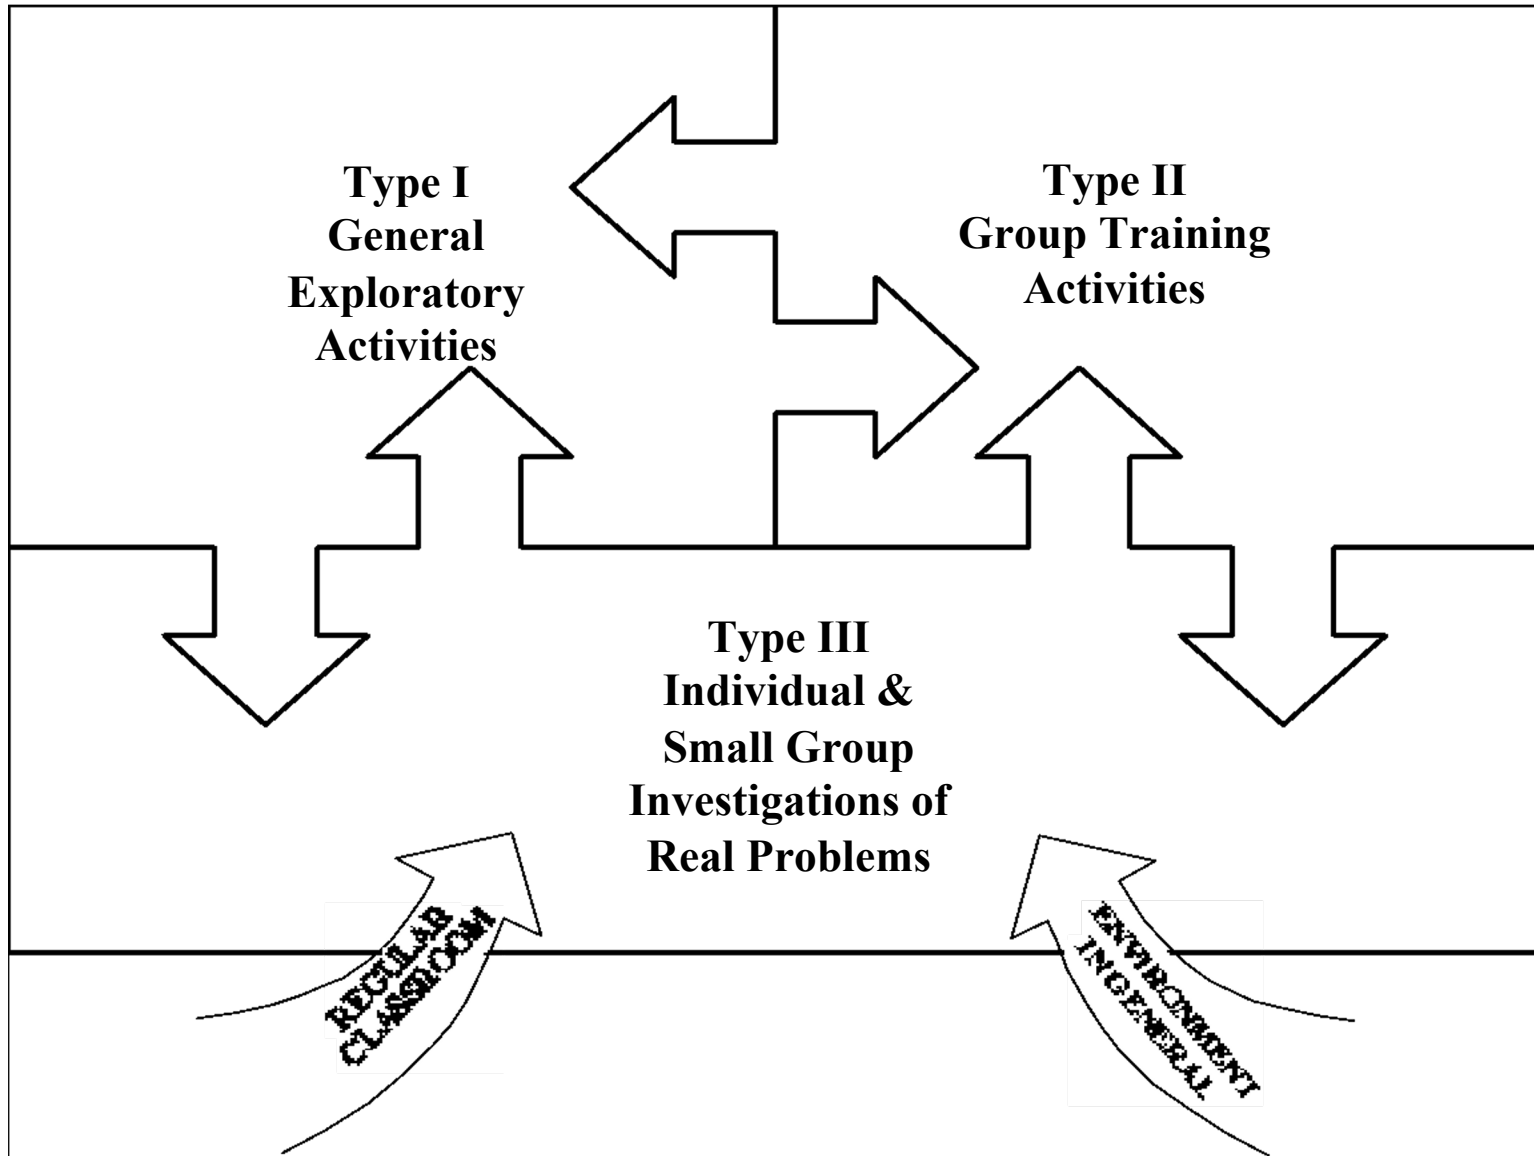 Type I
General
Exploratory
Activities
Type II
Group Training
Activities
Type III
Individual &
Small Group
Investigations of
Real Problems
REGULAR
CLASSROOM
ENVIRONMENT
IN GENERAL